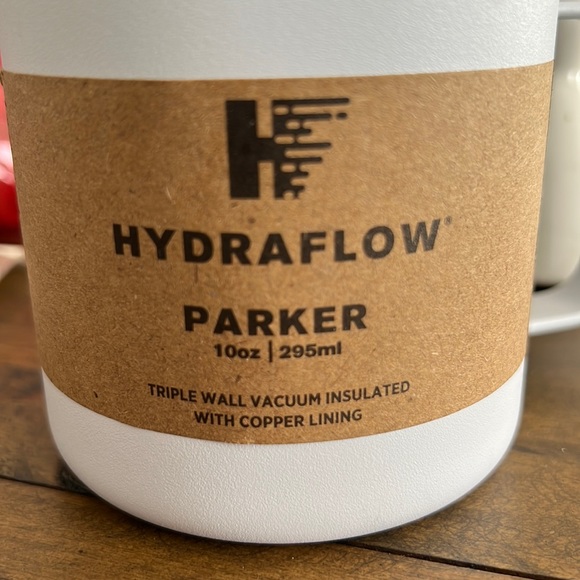 H
HYDRAFLOW®
PARKER
10oz | 295ml
TRIPLE WALL VACUUM INSULATED
WITH COPPER LINING